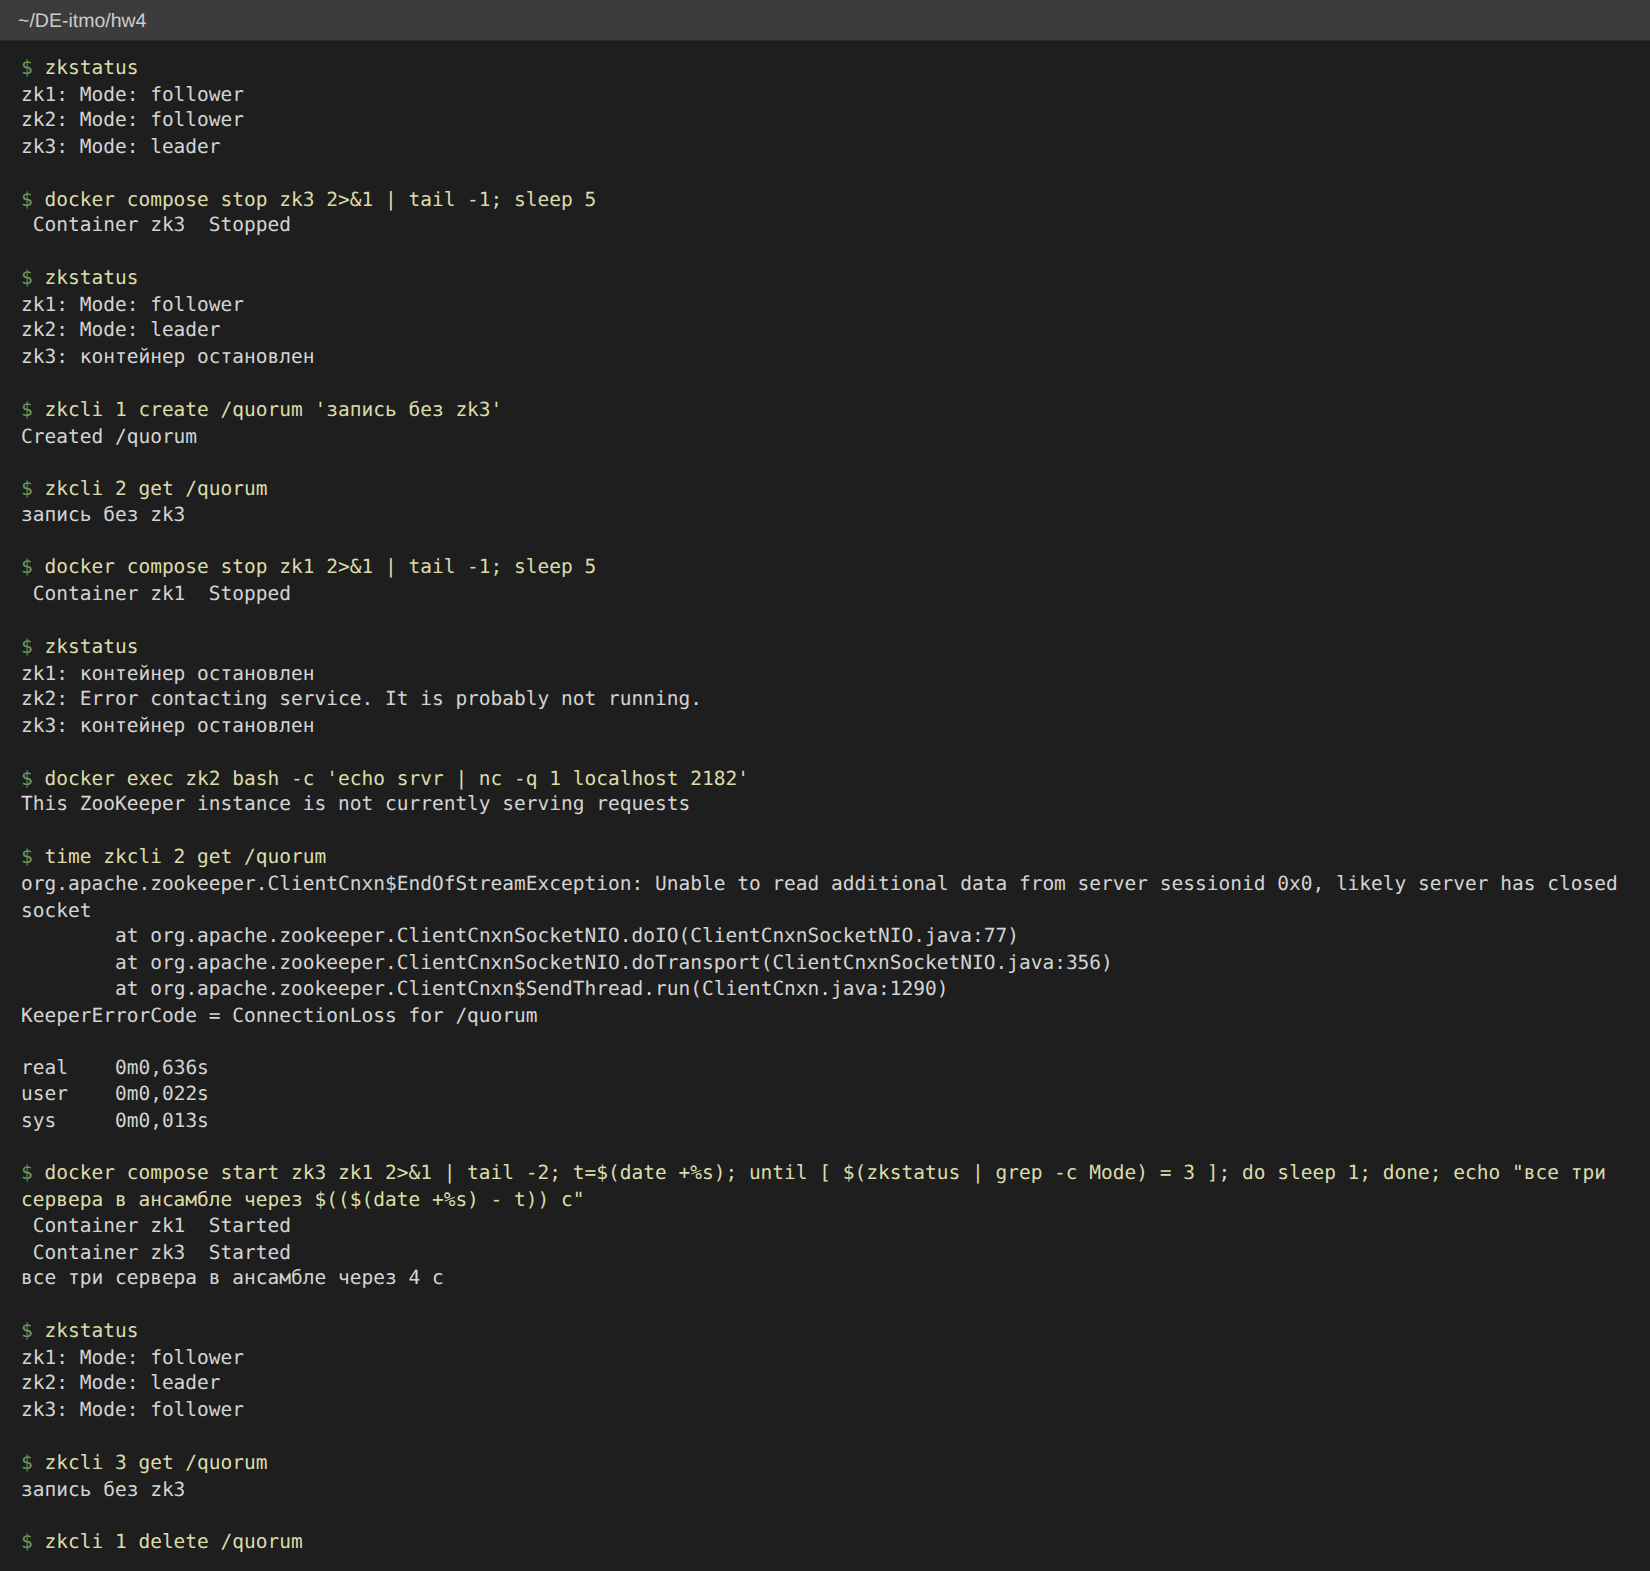 ~/DE-itmo/hw4
$ zkstatus
zk1: Mode: follower
zk2: Mode: follower
zk3: Mode: leader
$ docker compose stop zk3 2>&1 | tail -1; sleep 5
 Container zk3  Stopped
$ zkstatus
zk1: Mode: follower
zk2: Mode: leader
zk3: контейнер остановлен
$ zkcli 1 create /quorum 'запись без zk3'
Created /quorum
$ zkcli 2 get /quorum
запись без zk3
$ docker compose stop zk1 2>&1 | tail -1; sleep 5
 Container zk1  Stopped
$ zkstatus
zk1: контейнер остановлен
zk2: Error contacting service. It is probably not running.
zk3: контейнер остановлен
$ docker exec zk2 bash -c 'echo srvr | nc -q 1 localhost 2182'
This ZooKeeper instance is not currently serving requests
$ time zkcli 2 get /quorum
org.apache.zookeeper.ClientCnxn$EndOfStreamException: Unable to read additional data from server sessionid 0x0, likely server has closed
socket
        at org.apache.zookeeper.ClientCnxnSocketNIO.doIO(ClientCnxnSocketNIO.java:77)
        at org.apache.zookeeper.ClientCnxnSocketNIO.doTransport(ClientCnxnSocketNIO.java:356)
        at org.apache.zookeeper.ClientCnxn$SendThread.run(ClientCnxn.java:1290)
KeeperErrorCode = ConnectionLoss for /quorum
real    0m0,636s
user    0m0,022s
sys     0m0,013s
$ docker compose start zk3 zk1 2>&1 | tail -2; t=$(date +%s); until [ $(zkstatus | grep -c Mode) = 3 ]; do sleep 1; done; echo "все три
сервера в ансамбле через $(($(date +%s) - t)) с"
 Container zk1  Started
 Container zk3  Started
все три сервера в ансамбле через 4 с
$ zkstatus
zk1: Mode: follower
zk2: Mode: leader
zk3: Mode: follower
$ zkcli 3 get /quorum
запись без zk3
$ zkcli 1 delete /quorum